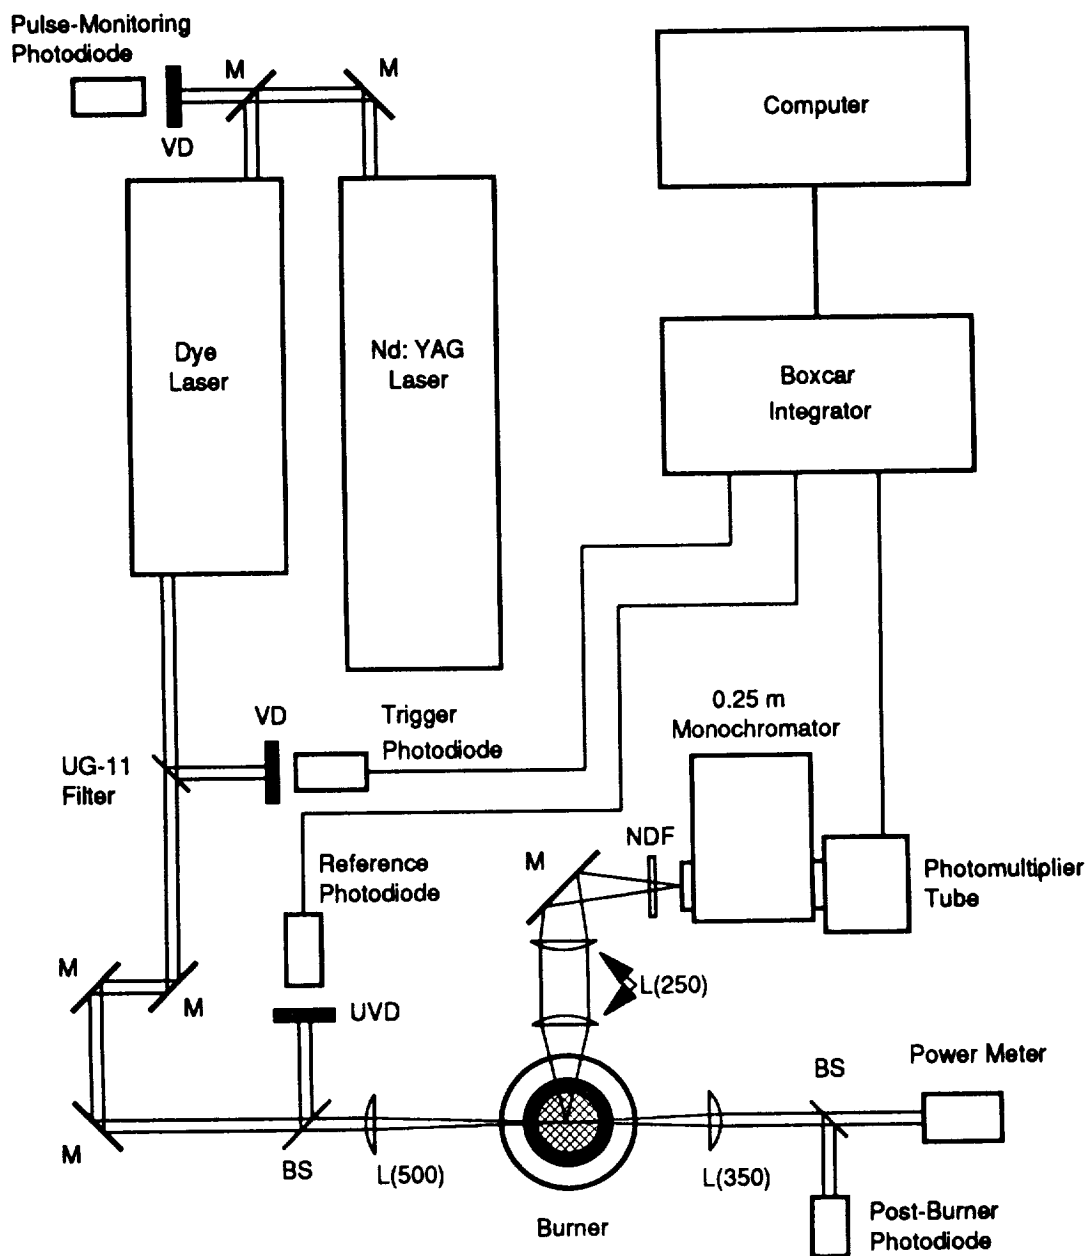 Pulse-Monitoring
Photodiode
M
M
VD
Computer
Dye
Laser
Nd: YAG
Laser
Boxcar
Integrator
VD
Trigger
Photodiode
UG-11
Filter
0.25 m
Monochromator
NDF
M
Reference
Photodiode
Photomultiplier
Tube
M
M
L(250)
UVD
Power Meter
BS
M
BS
L(500)
L(350)
Burner
Post-Burner
Photodiode